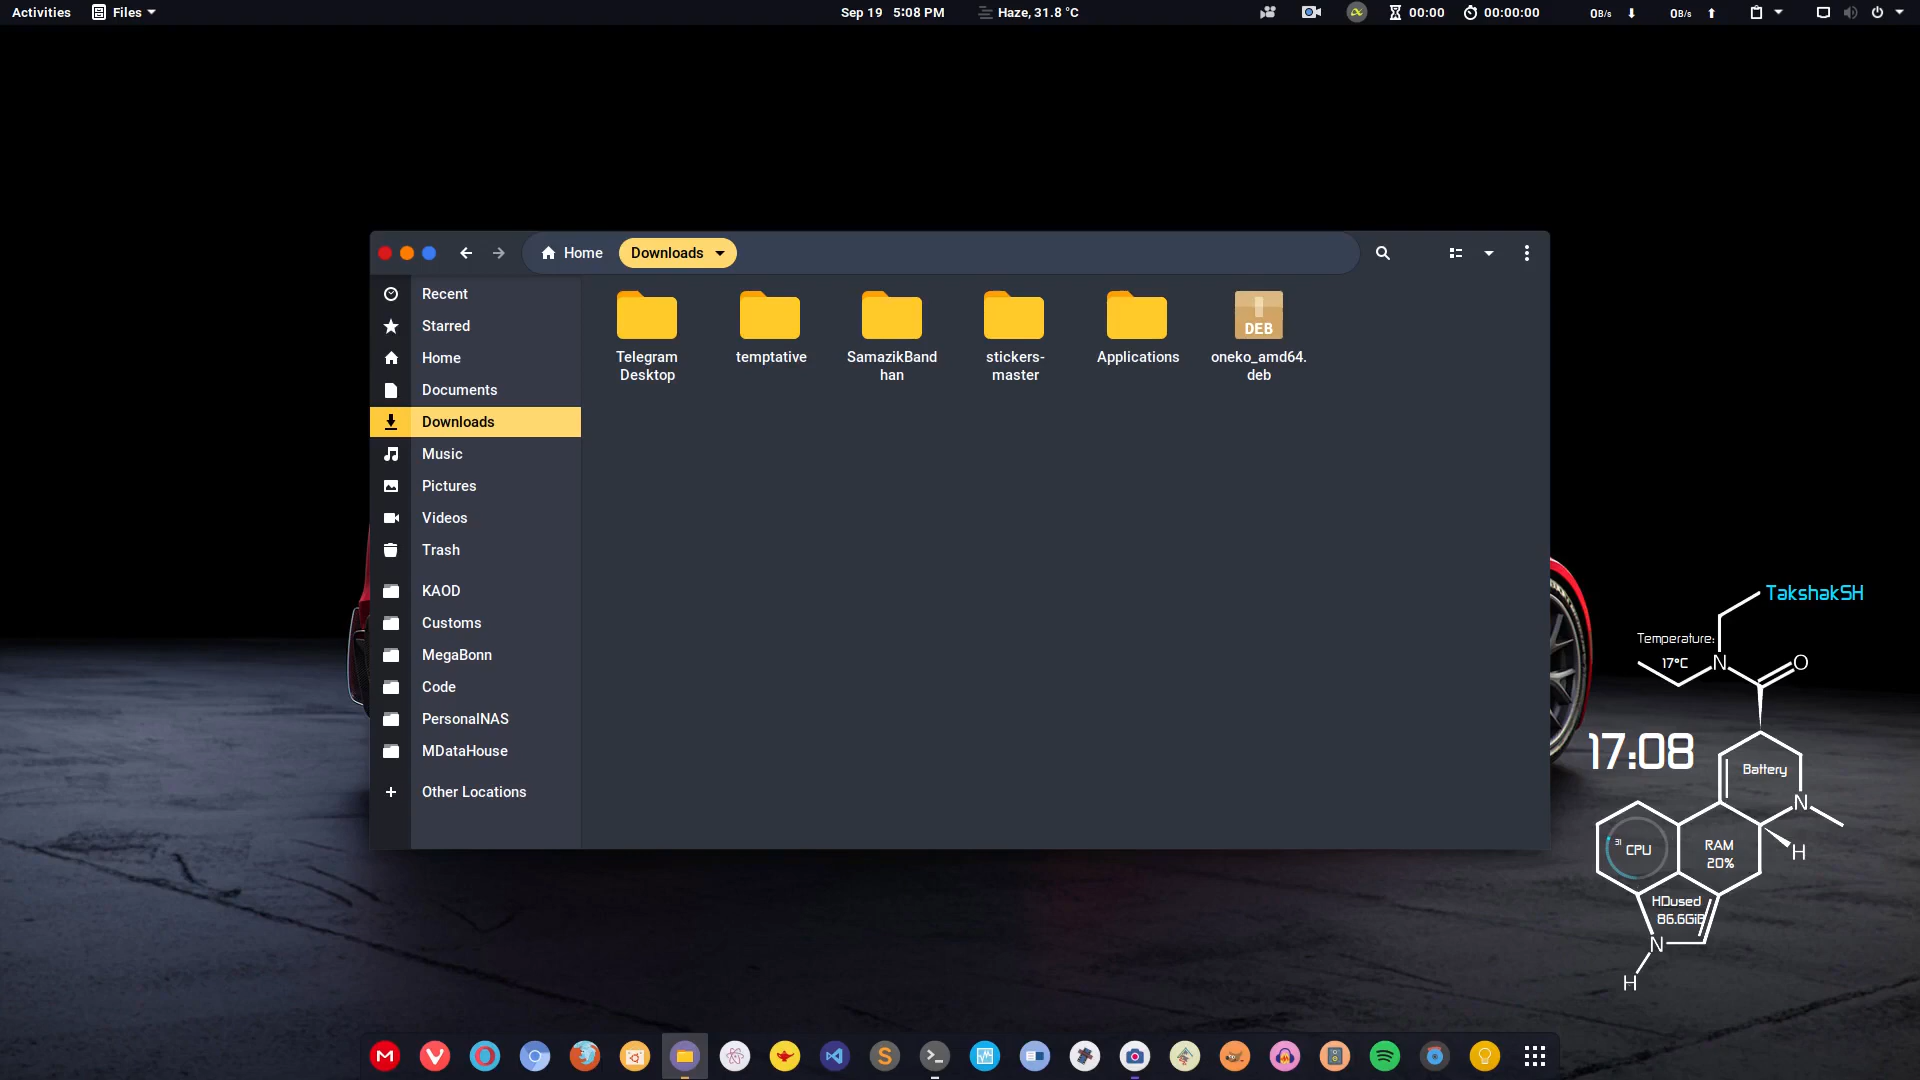 Activities
Files
Sep 19 5:08 PM
Haze, 31.8 °C
00:00
00:00:00
0B/s
0B/s
Home
Downloads
Recent
Starred
Home
Documents
Downloads
Music
Pictures
Videos
Trash
KAOD
Customs
MegaBonn
Code
PersonalNAS
MDataHouse
Other Locations
Telegram
Desktop
temptative
SamazikBand
han
stickers-
master
Applications
DEB
oneko_amd64.
deb
TakshakSH
Temperature:
17°C
N
O
17:08
Battery
N
H
31
CPU
RAM
20%
HDused
86.6GiB
N
H
M
S